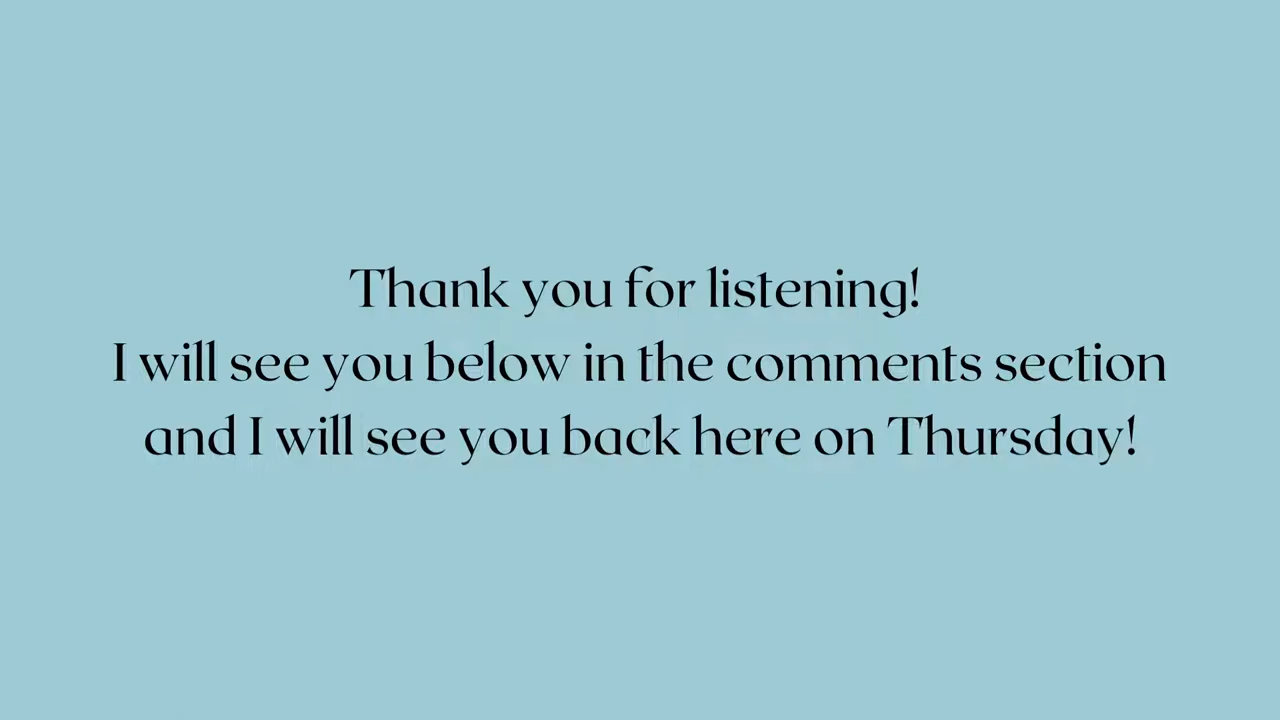 Thank you for listening!
I will see you below in the comments section
and I will see you back here on Thursday!